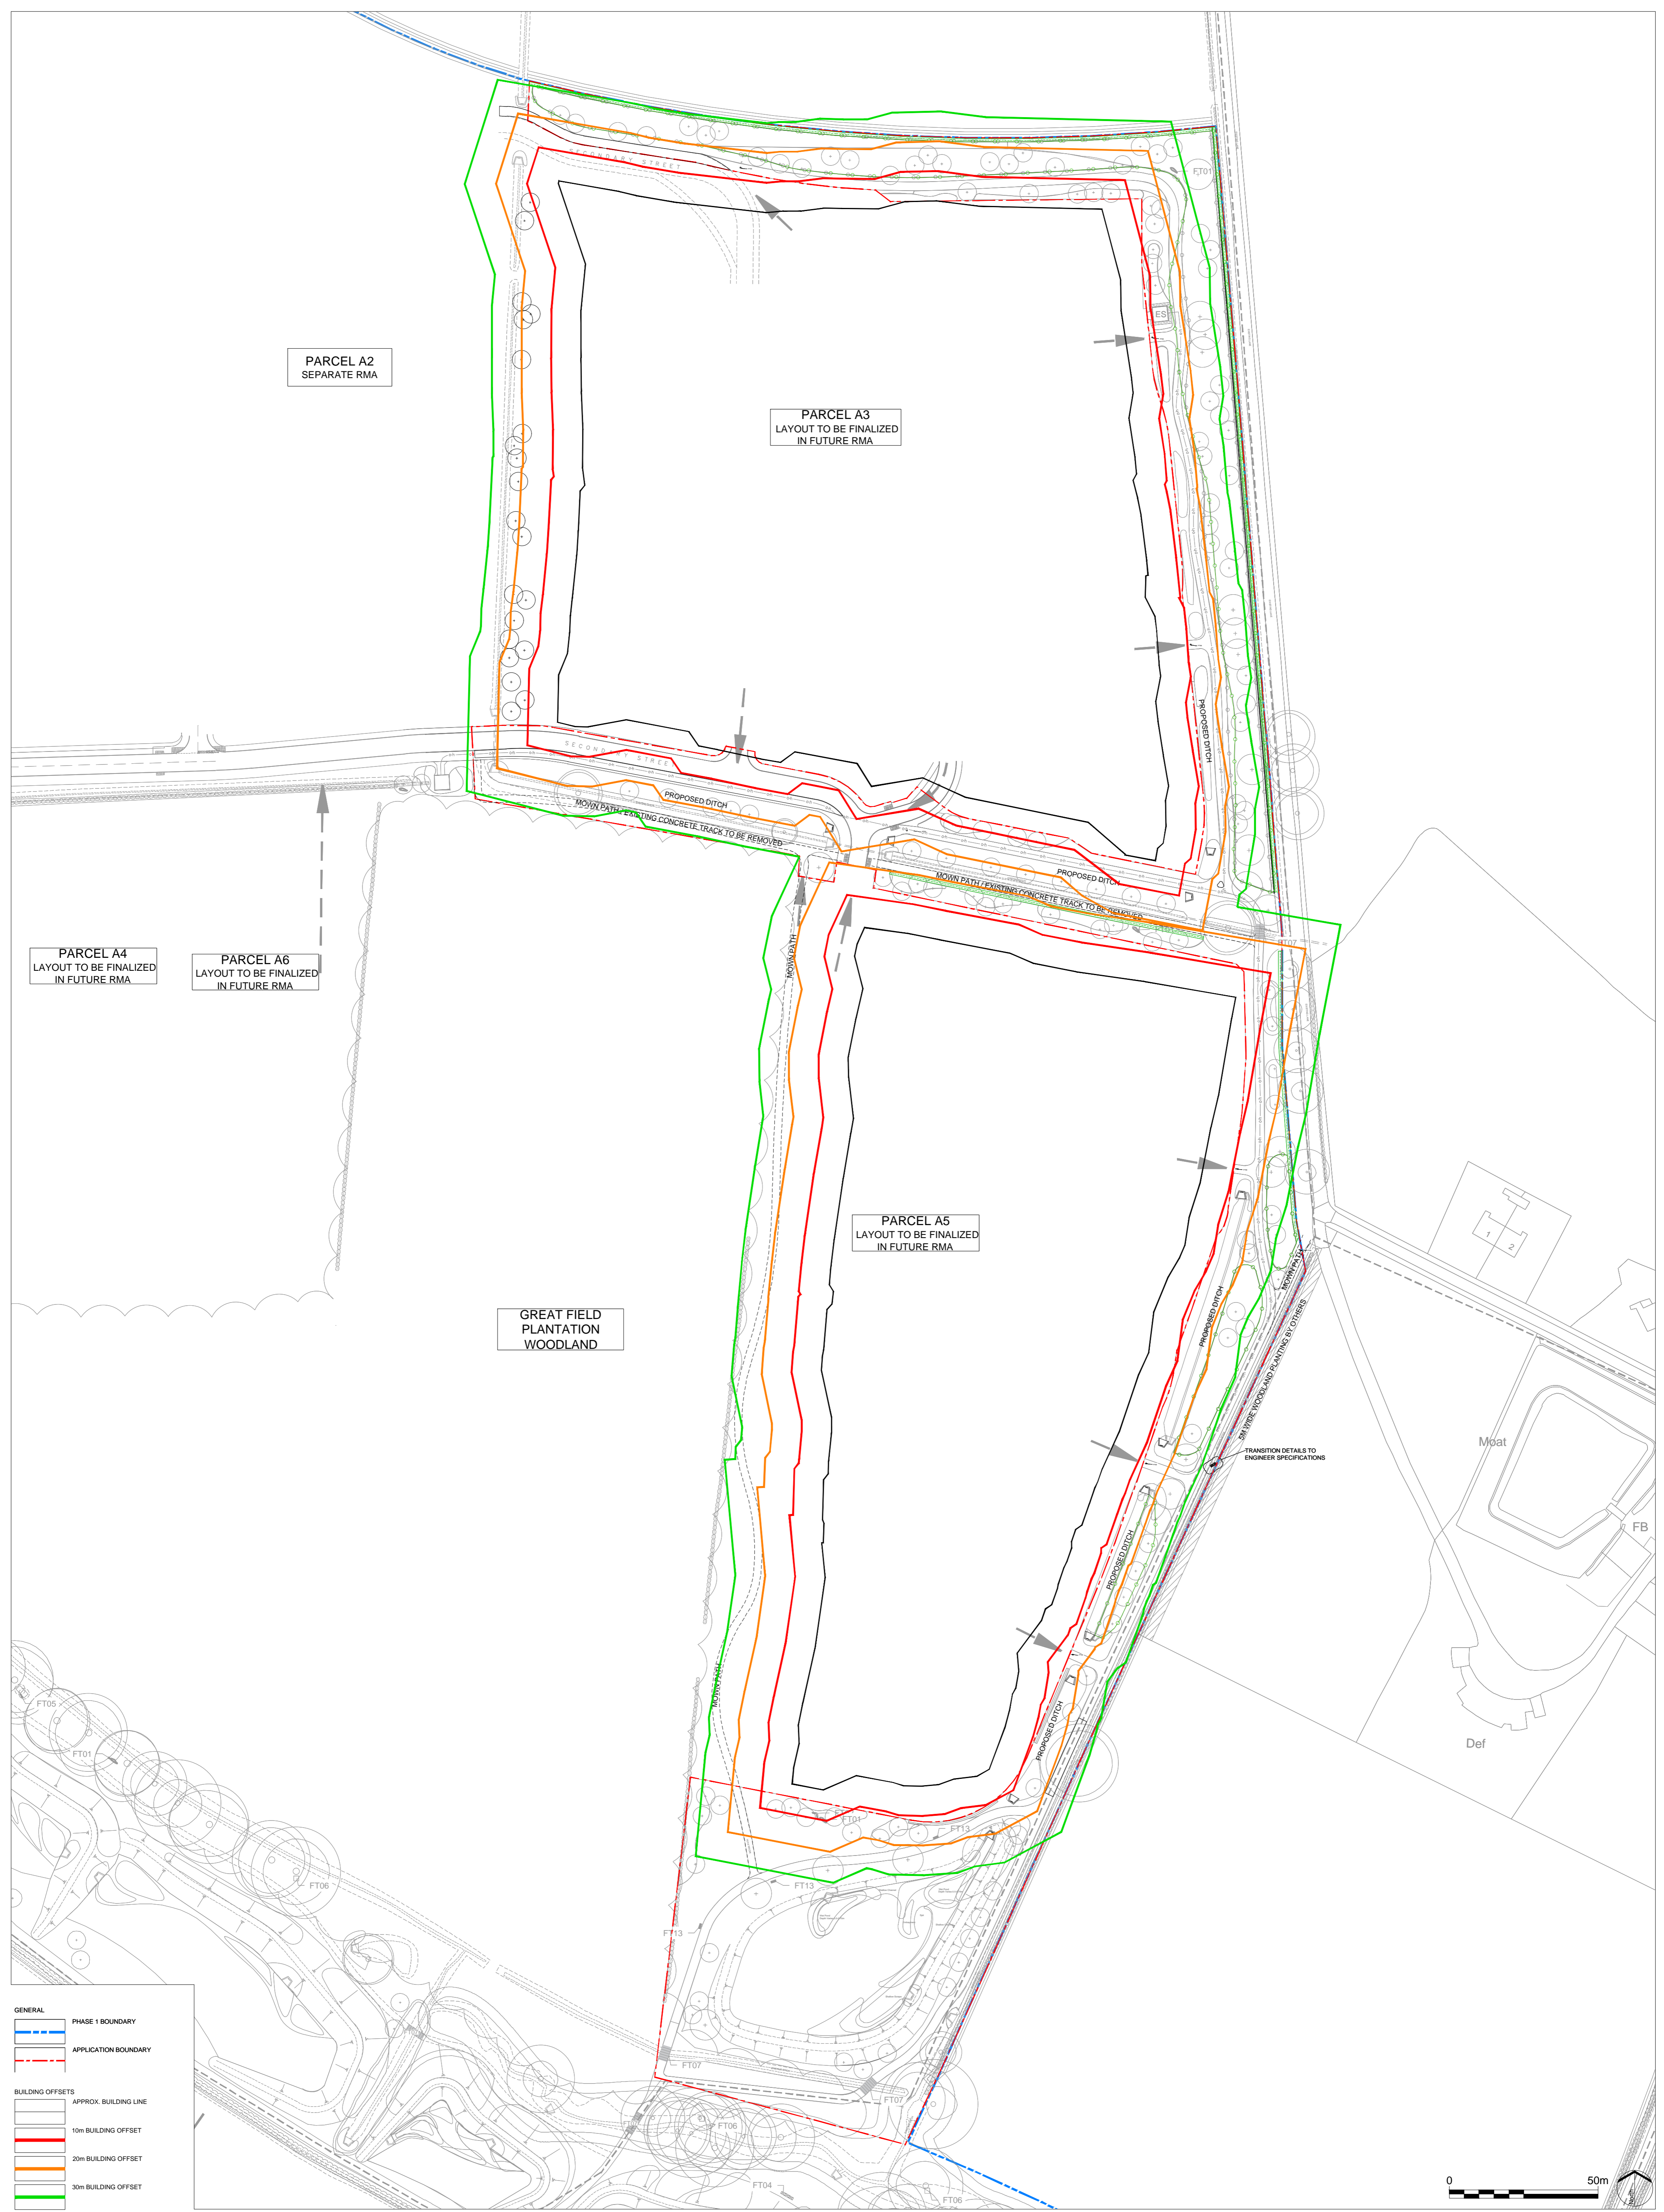 SECONDARY STREET
FT01
ES
PARCEL A2
SEPARATE RMA
PARCEL A3
LAYOUT TO BE FINALIZED
IN FUTURE RMA
PROPOSED DITCH
SECONDARY STREE
PROPOSED DITCH
MOWN PATH / EXISTING CONCRETE TRACK TO BE REMOVED
PROPOSED DITCH
MOWN PATH / EXISTING CONCRETE TRACK TO BE REMOVED
FT07
MOWN PATH
PARCEL A4
LAYOUT TO BE FINALIZED
IN FUTURE RMA
PARCEL A6
LAYOUT TO BE FINALIZED
IN FUTURE RMA
PARCEL A5
LAYOUT TO BE FINALIZED
IN FUTURE RMA
1
2
MOWN PATH
PROPOSED DITCH
5M WIDE WOODLAND PLANTING BY OTHERS
GREAT FIELD
PLANTATION
WOODLAND
TRANSITION DETAILS TO
ENGINEER SPECIFICATIONS
Moat
FB
PROPOSED DITCH
MOWN PATH
PROPOSED DITCH
Def
FT05
FT01
FT01
FT13
FT06
FT13
FT13
FT07
FT07
FT06
FT04
FT06
GENERAL
PHASE 1 BOUNDARY
APPLICATION BOUNDARY
BUILDING OFFSETS
APPROX. BUILDING LINE
10m BUILDING OFFSET
20m BUILDING OFFSET
30m BUILDING OFFSET
0
50m